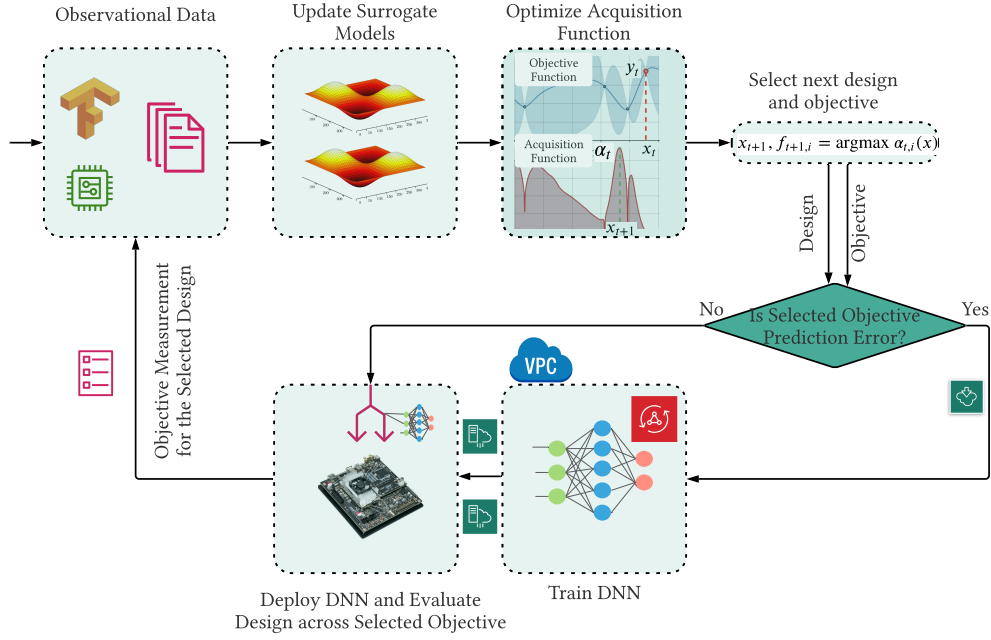 Observational Data
Update Surrogate
Models
Optimize Acquisition
Function
Objective
Function
y_t
x_t
Acquisition
Function
α_t
x_{t+1}
Select next design
and objective
x_{t+1}, f_{t+1,i} = argmax α_{t,i}(x)
Design
Objective
Is Selected Objective
Prediction Error?
No
Yes
Objective Measurement
for the Selected Design
VPC
Deploy DNN and Evaluate
Design across Selected Objective
Train DNN